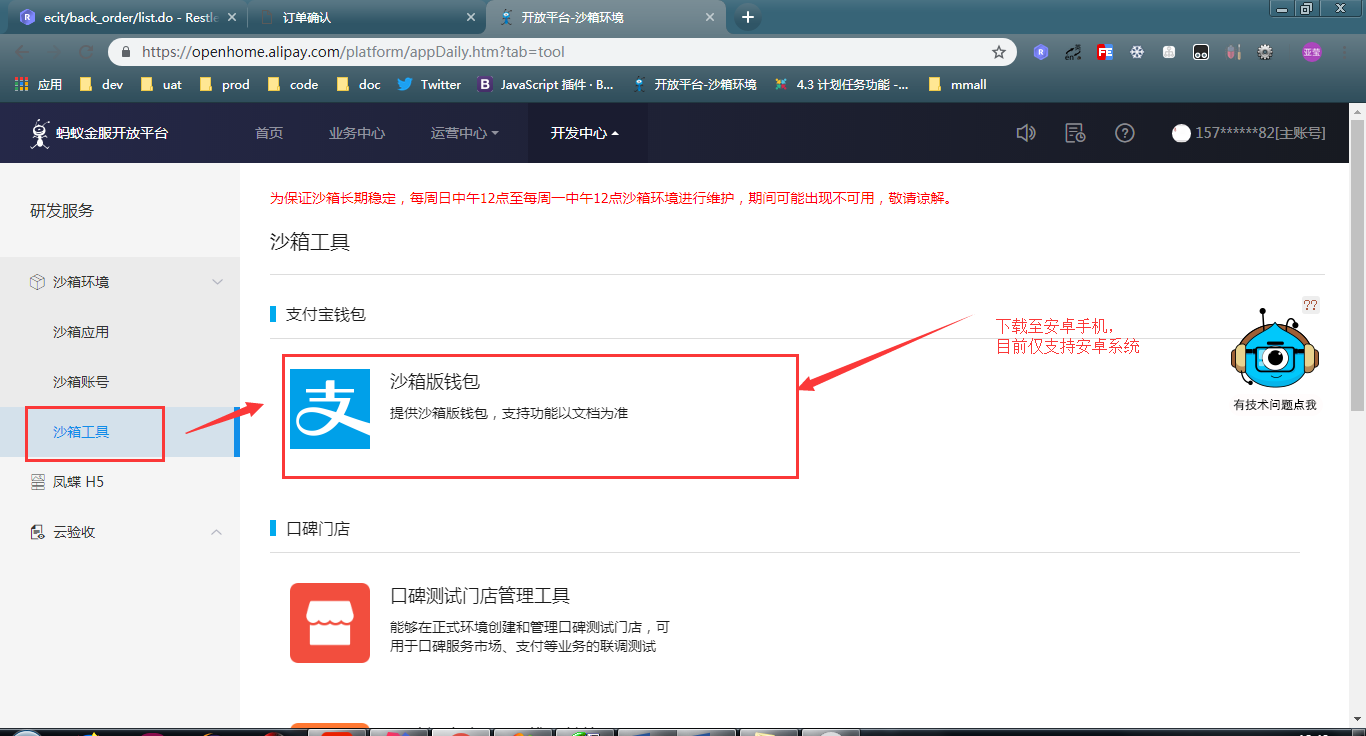 ecit/back_order/list.do - Restle
订单确认
开放平台-沙箱环境
https://openhome.alipay.com/platform/appDaily.htm?tab=tool
亚莹
应用
dev
uat
prod
code
doc
Twitter
JavaScript 插件 · B...
开放平台-沙箱环境
4.3 计划任务功能 -...
mmall
蚂蚁金服开放平台
首页
业务中心
运营中心
开发中心
157******82[主账号]
研发服务
沙箱环境
沙箱应用
沙箱账号
沙箱工具
凤蝶 H5
云验收
为保证沙箱长期稳定，每周日中午12点至每周一中午12点沙箱环境进行维护，期间可能出现不可用，敬请谅解。
沙箱工具
支付宝钱包
下载至安卓手机，
目前仅支持安卓系统
??
有技术问题点我
支
沙箱版钱包
提供沙箱版钱包，支持功能以文档为准
口碑门店
口碑测试门店管理工具
能够在正式环境创建和管理口碑测试门店，可
用于口碑服务市场、支付等业务的联调测试